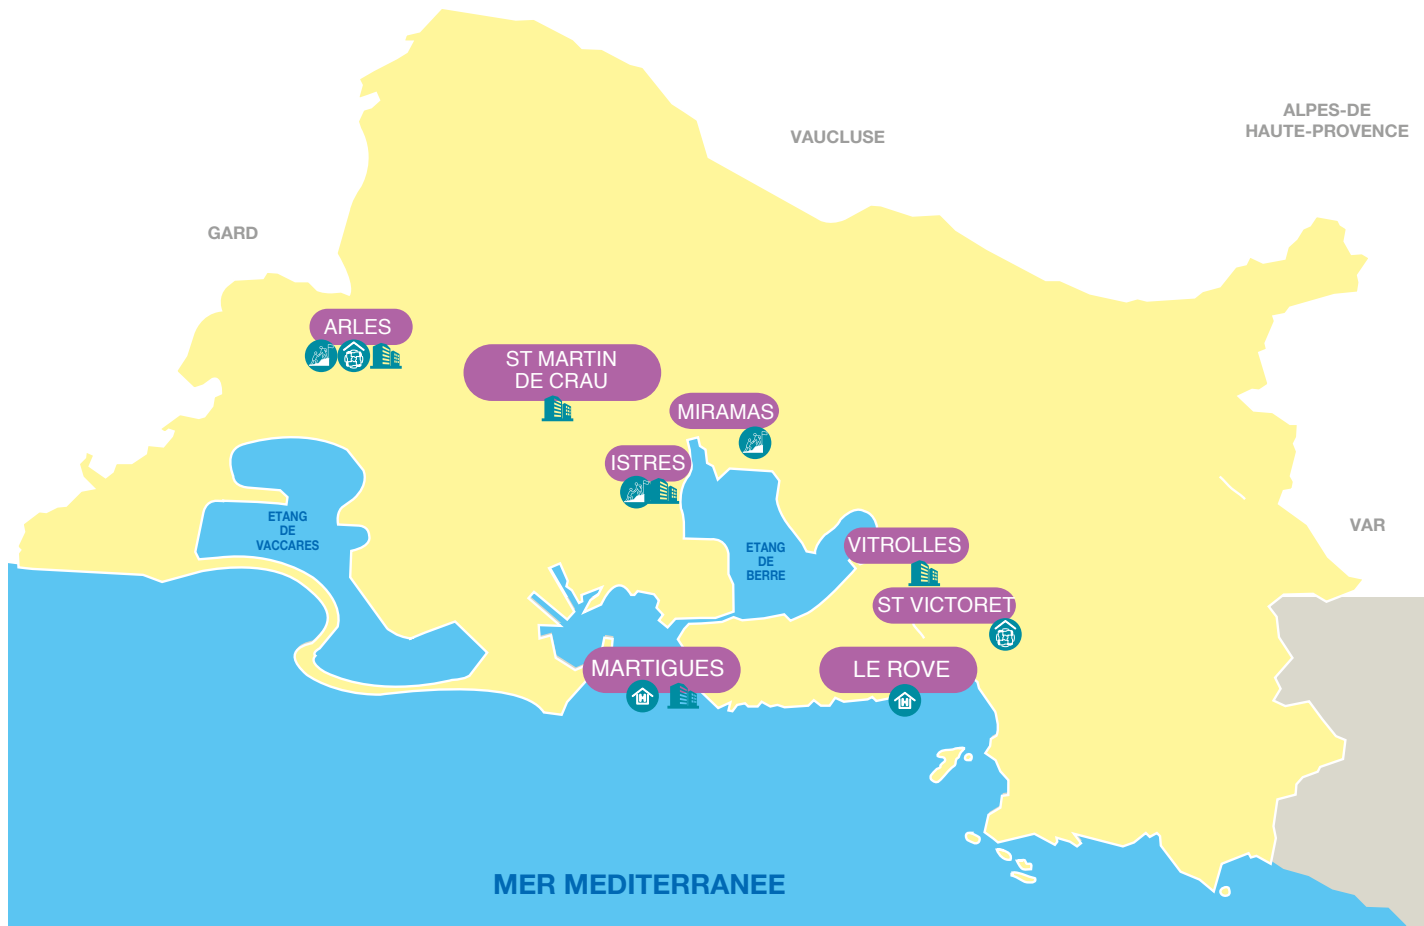 ALPES-DE
HAUTE-PROVENCE
VAUCLUSE
GARD
ARLES
ST MARTIN
DE CRAU
MIRAMAS
ISTRES
ETANG
DE
VACCARES
VAR
VITROLLES
ETANG
DE
BERRE
ST VICTORET
MARTIGUES
LE ROVE
H
H
MER MEDITERRANEE